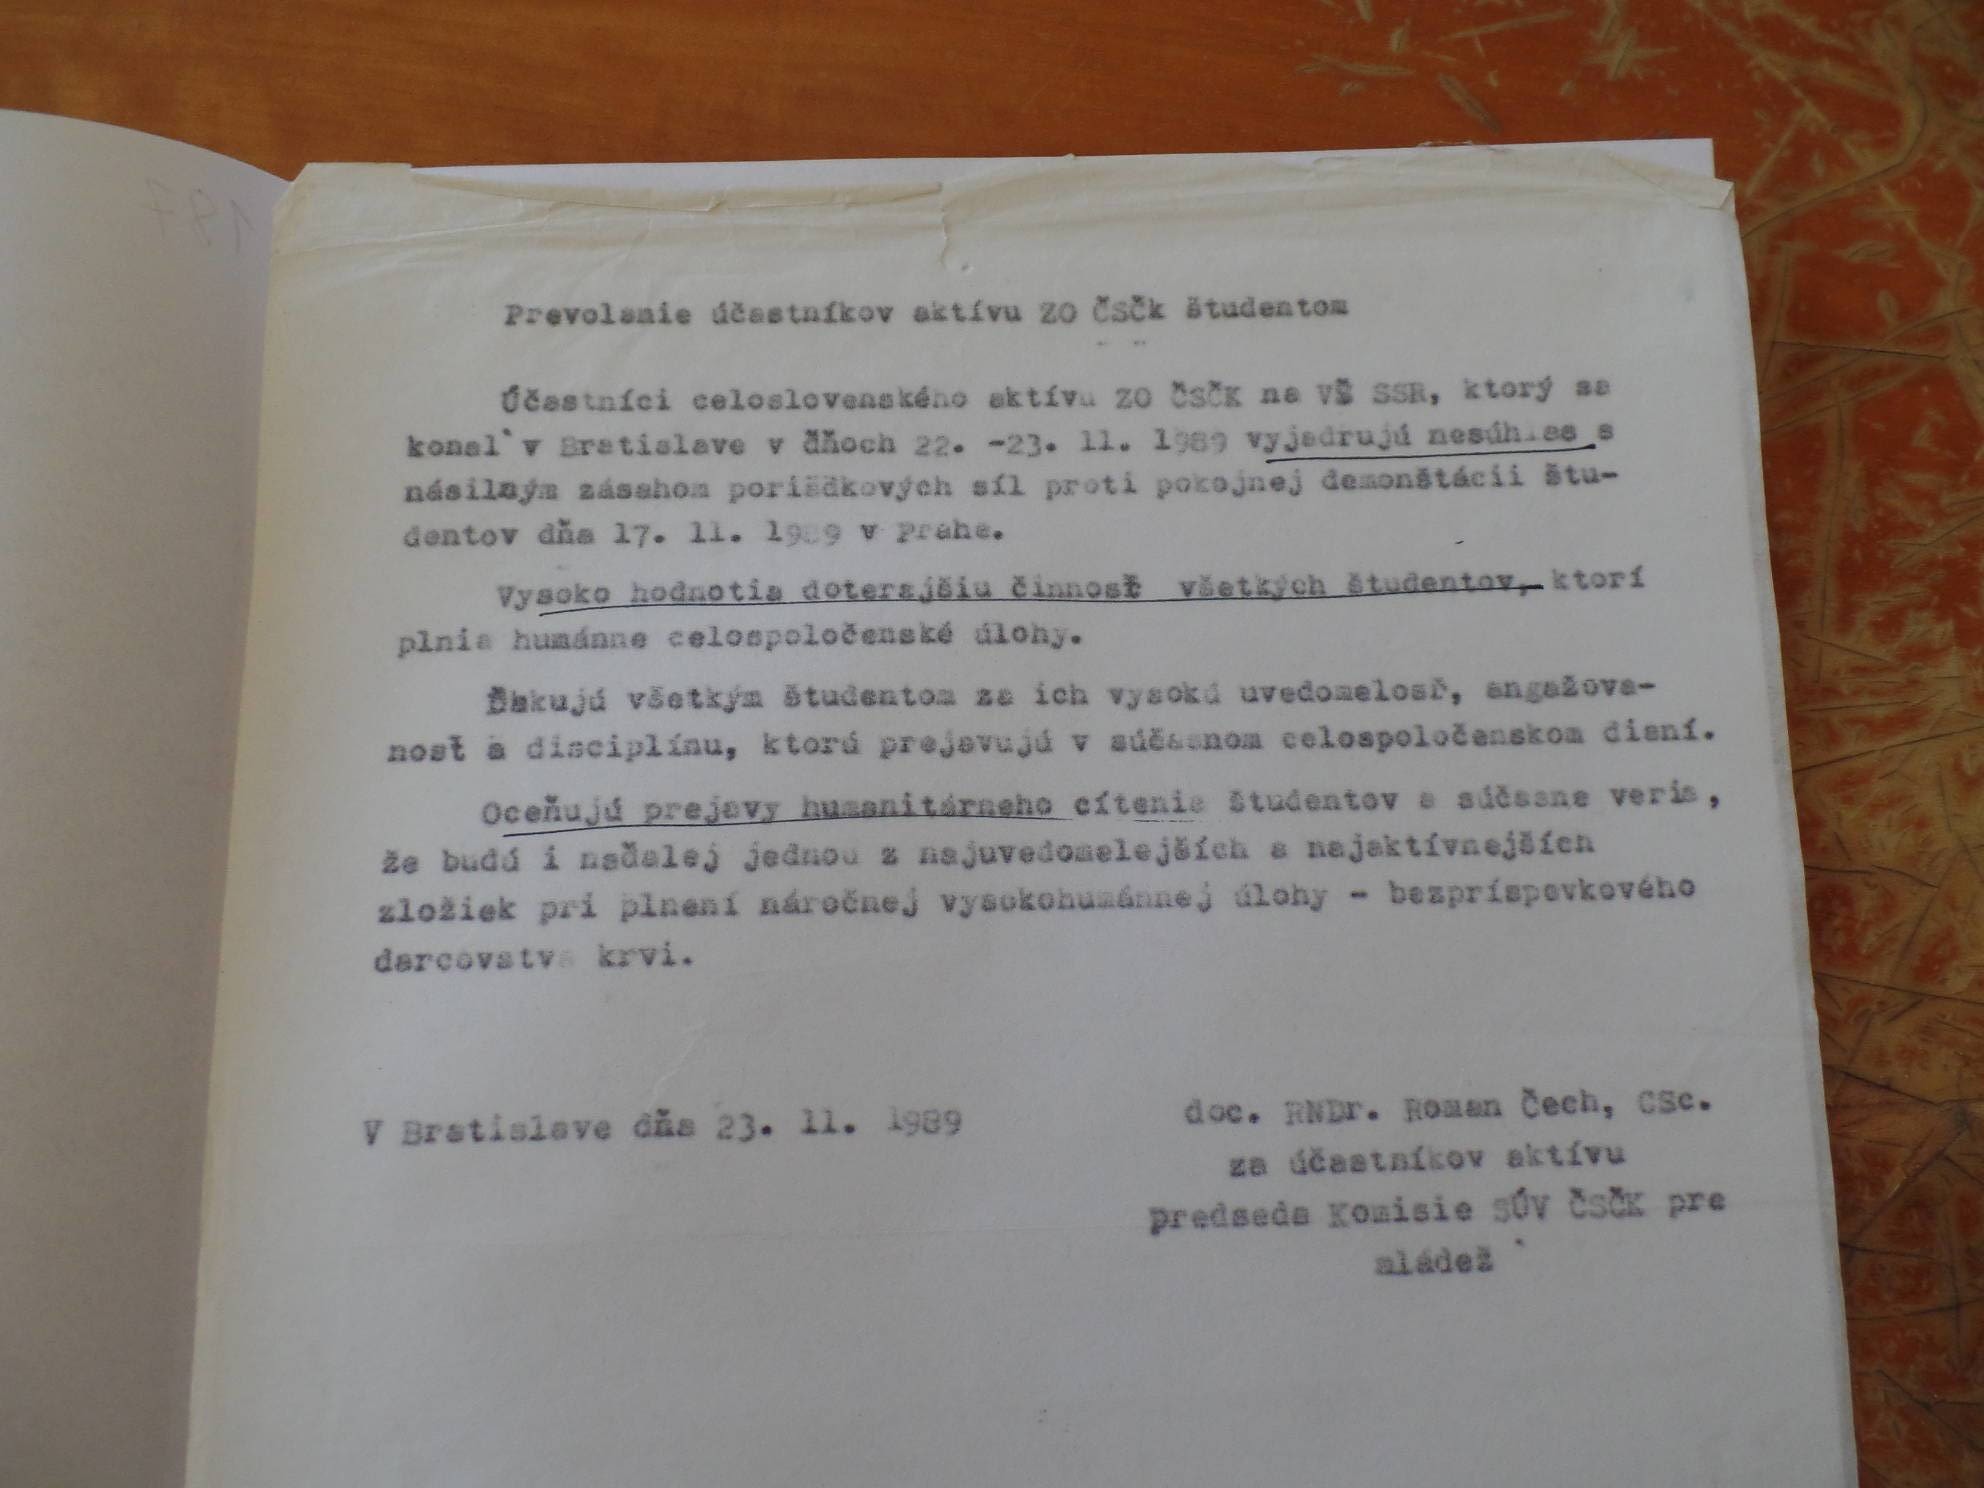 Prevolanie účastníkov aktívu ZO ČSČk študentom
Účastníci celoslovenského aktívu ZO ČSČK na VŠ SSR, ktorý sa
konal v Bratislave v dňoch 22. -23. 11. 1989 vyjadrujú nesúhlas s
násilným zásahom poriadkových síl proti pokojnej demonštácii štu-
dentov dňa 17. 11. 1989 v Prahe.
Vysoko hodnotia doterajšiu činnosť všetkých študentov, ktorí
plnia humánne celospoločenské úlohy.
Ďakujú všetkým študentom za ich vysokú uvedomelosť, angažova-
nosť a disciplínu, ktorú prejavujú v súčasnom celospoločenskom dianí.
Oceňujú prejavy humanitárneho cítenia študentov a súčasne veria,
že budú i naďalej jednou z najuvedomelejších a najaktívnejších
zložiek pri plnení náročnej vysokohumánnej úlohy - bezpríspevkového
darcovstva krvi.
V Bratislave dňa 23. 11. 1989
doc. RNDr. Roman Čech, CSc.
za účastníkov aktívu
predseda Komisie SÚV ČSČK pre
mládež